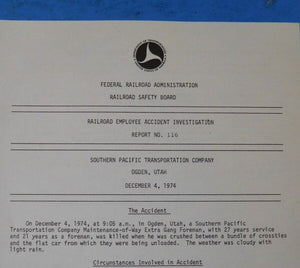 FEDERAL RAILROAD ADMINISTRATION
RAILROAD SAFETY BOARD
RAILROAD EMPLOYEE ACCIDENT INVESTIGATION
REPORT NO. 116
SOUTHERN PACIFIC TRANSPORTATION COMPANY
OGDEN, UTAH
DECEMBER 4, 1974
The Accident
On December 4, 1974, at 9:05 a.m., in Ogden, Utah, a Southern Pacific
Transportation Company Maintenance-of-Way Extra Gang Foreman, with 27 years service
and 21 years as foreman, was killed when he was crushed between a bundle of crossties
and the flat car from which they were being unloaded. The weather was cloudy with
light rain.
Circumstances Involved in Accident